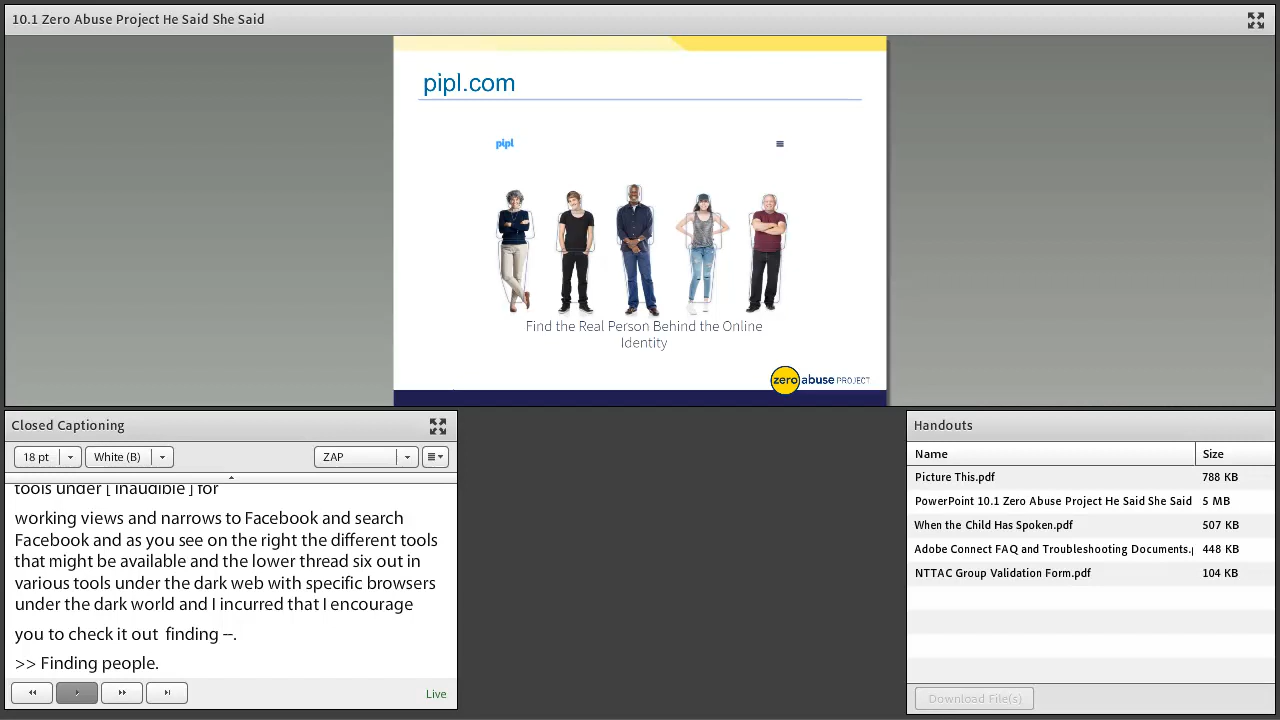 10.1 Zero Abuse Project He Said She Said
pipl.com
pipl
Find the Real Person Behind the Online
Identity
zero abuse PROJECT
Closed Captioning
18 pt
White (B)
ZAP
tools under [ inaudible ] for
working views and narrows to Facebook and search
Facebook and as you see on the right the different tools
that might be available and the lower thread six out in
various tools under the dark web with specific browsers
under the dark world and I incurred that I encourage
you to check it out finding --.
>> Finding people.
Live
Handouts
Name Size
Picture This.pdf 788 KB
PowerPoint 10.1 Zero Abuse Project He Said She Said 5 MB
When the Child Has Spoken.pdf 507 KB
Adobe Connect FAQ and Troubleshooting Documents.p 448 KB
NTTAC Group Validation Form.pdf 104 KB
Download File(s)